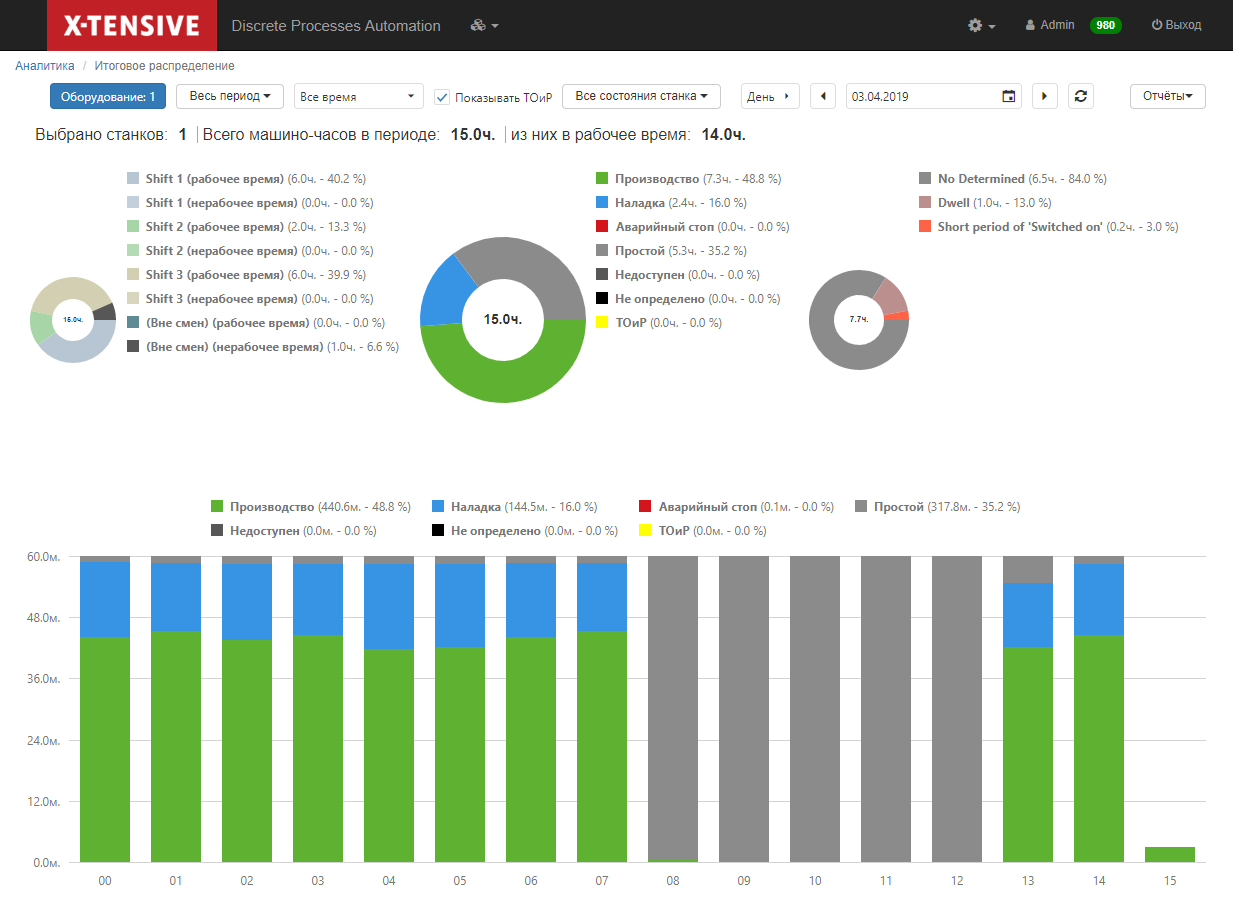 X-TENSIVE Discrete Processes Automation Admin 980 Выход
Аналитика / Итоговое распределение
Оборудование: 1 Весь период Все время Показывать ТОиР Все состояния станка День 03.04.2019 Отчёты
Выбрано станков: 1 Всего машино-часов в периоде: 15.0ч. из них в рабочее время: 14.0ч.
Shift 1 (рабочее время) (6.0ч. - 40.2 %)
Shift 1 (нерабочее время) (0.0ч. - 0.0 %)
Shift 2 (рабочее время) (2.0ч. - 13.3 %)
Shift 2 (нерабочее время) (0.0ч. - 0.0 %)
Shift 3 (рабочее время) (6.0ч. - 39.9 %)
Shift 3 (нерабочее время) (0.0ч. - 0.0 %)
(Вне смен) (рабочее время) (0.0ч. - 0.0 %)
(Вне смен) (нерабочее время) (1.0ч. - 6.6 %)
15.0ч.
Производство (7.3ч. - 48.8 %)
Наладка (2.4ч. - 16.0 %)
Аварийный стоп (0.0ч. - 0.0 %)
Простой (5.3ч. - 35.2 %)
Недоступен (0.0ч. - 0.0 %)
Не определено (0.0ч. - 0.0 %)
ТОиР (0.0ч. - 0.0 %)
15.0ч.
No Determined (6.5ч. - 84.0 %)
Dwell (1.0ч. - 13.0 %)
Short period of 'Switched on' (0.2ч. - 3.0 %)
7.7ч.
Производство (440.6м. - 48.8 %) Наладка (144.5м. - 16.0 %) Аварийный стоп (0.1м. - 0.0 %) Простой (317.8м. - 35.2 %)
Недоступен (0.0м. - 0.0 %) Не определено (0.0м. - 0.0 %) ТОиР (0.0м. - 0.0 %)
60.0м.
48.0м.
36.0м.
24.0м.
12.0м.
0.0м.
00 01 02 03 04 05 06 07 08 09 10 11 12 13 14 15